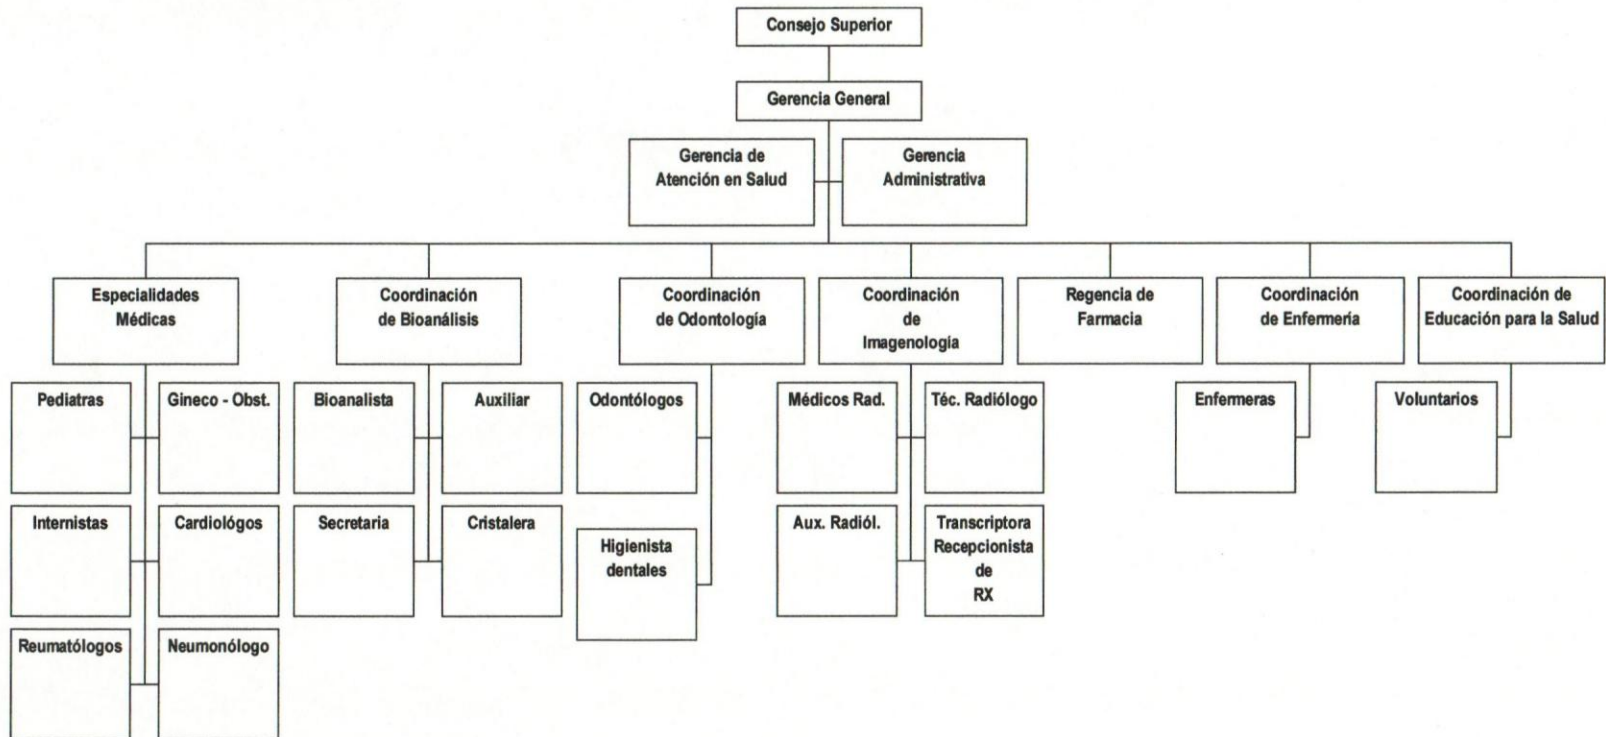 Consejo Superior
Gerencia General
Gerencia de
Atención en Salud
Gerencia
Administrativa
Especialidades
Médicas
Coordinación
de Bioanálisis
Coordinación
de Odontología
Coordinación
de
Imagenología
Regencia de
Farmacia
Coordinación
de Enfermería
Coordinación de
Educación para la Salud
Pediatras
Gineco - Obst.
Bioanalista
Auxiliar
Odontólogos
Médicos Rad.
Téc. Radiólogo
Enfermeras
Voluntarios
Internistas
Cardiológos
Secretaria
Cristalera
Higienista
dentales
Aux. Radiól.
Transcriptora
Recepcionista
de
RX
Reumatólogos
Neumonólogo